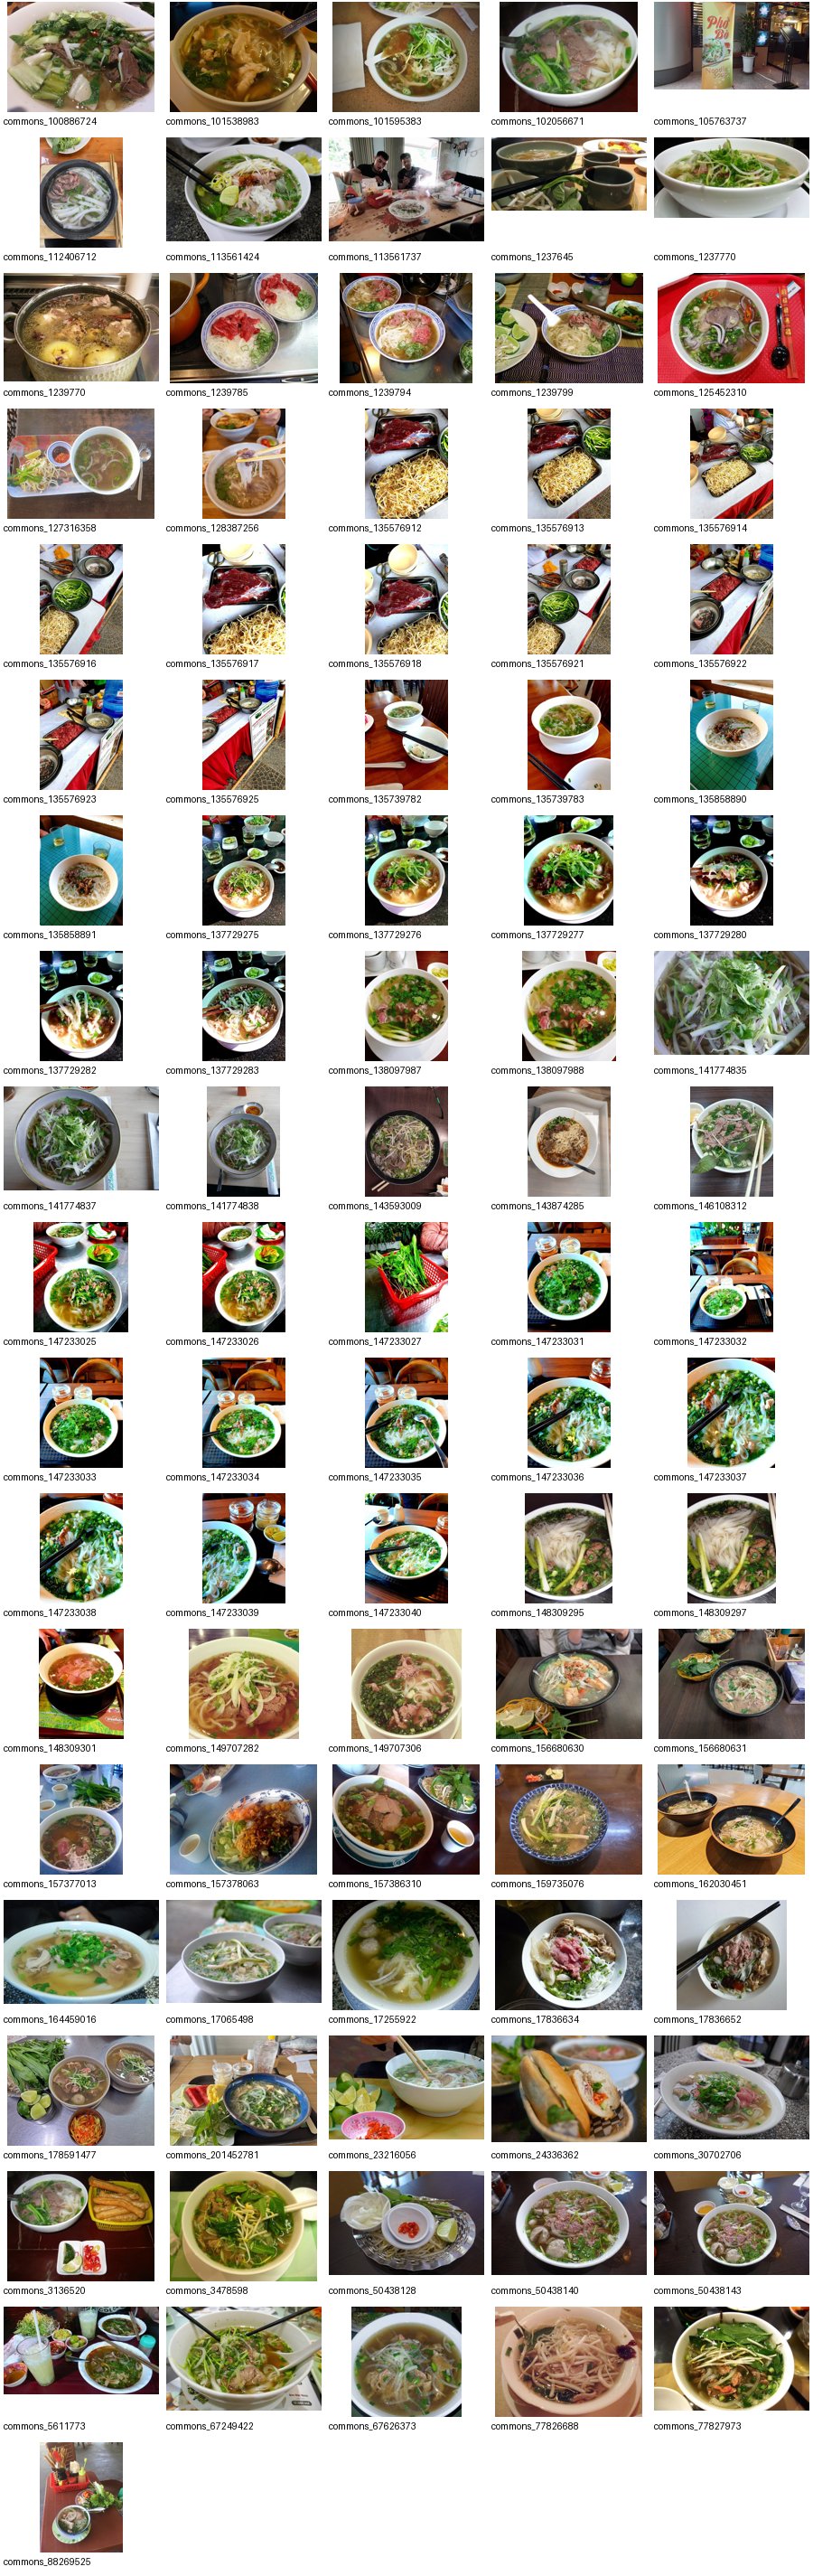 commons_100886724 commons_101538983 commons_101595383 commons_102056671 commons_105763737
Phở
Bò
commons_112406712 commons_113561424 commons_113561737 commons_1237645 commons_1237770
commons_1239770 commons_1239785 commons_1239794 commons_1239799 commons_125452310
commons_127316358 commons_128387256 commons_135576912 commons_135576913 commons_135576914
commons_135576916 commons_135576917 commons_135576918 commons_135576921 commons_135576922
commons_135576923 commons_135576925 commons_135739782 commons_135739783 commons_135858890
commons_135858891 commons_137729275 commons_137729276 commons_137729277 commons_137729280
commons_137729282 commons_137729283 commons_138097987 commons_138097988 commons_141774835
commons_141774837 commons_141774838 commons_143593009 commons_143874285 commons_146108312
commons_147233025 commons_147233026 commons_147233027 commons_147233031 commons_147233032
commons_147233033 commons_147233034 commons_147233035 commons_147233036 commons_147233037
commons_147233038 commons_147233039 commons_147233040 commons_148309295 commons_148309297
commons_148309301 commons_149707282 commons_149707306 commons_156680630 commons_156680631
commons_157377013 commons_157378063 commons_157386310 commons_159735076 commons_162030451
commons_164459016 commons_17065498 commons_17255922 commons_17836634 commons_17836652
commons_178591477 commons_201452781 commons_23216056 commons_24336362 commons_30702706
commons_3136520 commons_3478598 commons_50438128 commons_50438140 commons_50438143
commons_5611773 commons_67249422 commons_67626373 commons_77826688 commons_77827973
commons_88269525